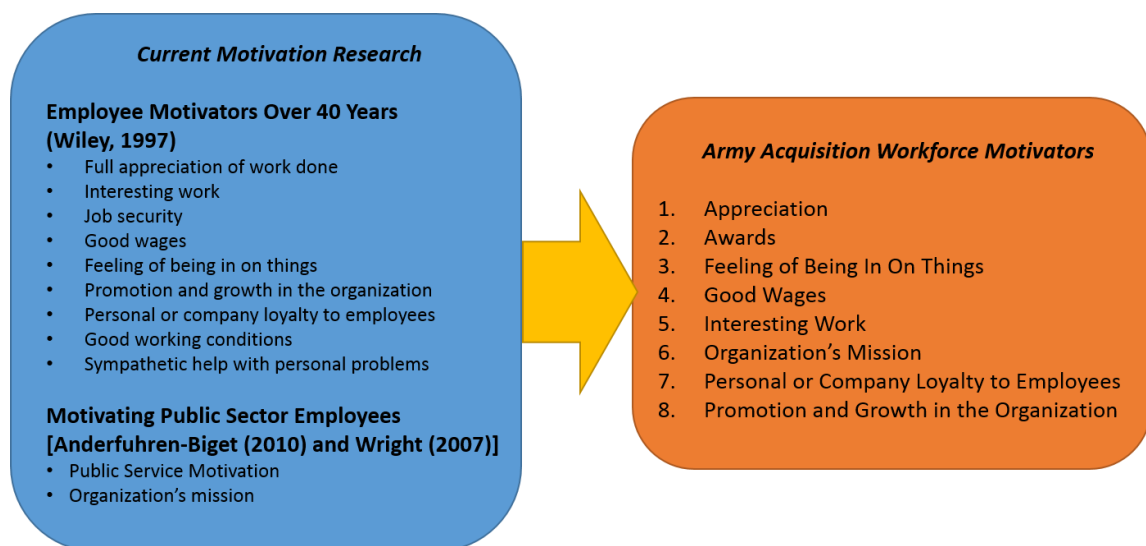 Current Motivation Research
Employee Motivators Over 40 Years
(Wiley, 1997)
• Full appreciation of work done
• Interesting work
• Job security
• Good wages
• Feeling of being in on things
• Promotion and growth in the organization
• Personal or company loyalty to employees
• Good working conditions
• Sympathetic help with personal problems
Motivating Public Sector Employees
[Anderfuhren-Biget (2010) and Wright (2007)]
• Public Service Motivation
• Organization's mission
Army Acquisition Workforce Motivators
1. Appreciation
2. Awards
3. Feeling of Being In On Things
4. Good Wages
5. Interesting Work
6. Organization's Mission
7. Personal or Company Loyalty to Employees
8. Promotion and Growth in the Organization